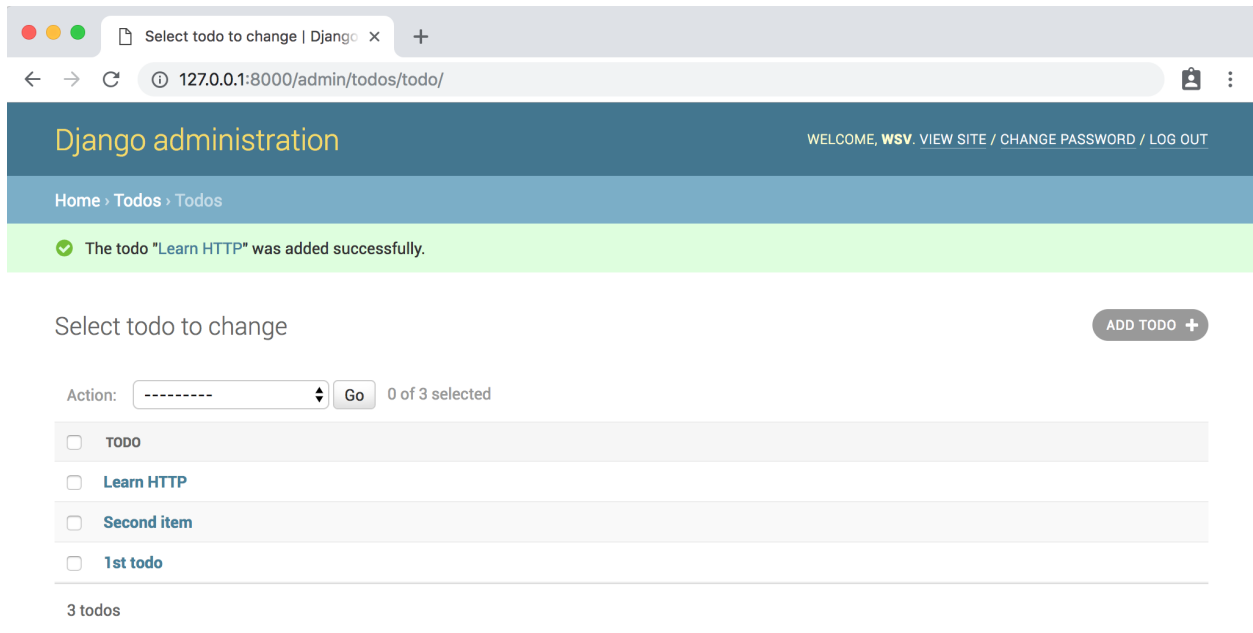 Select todo to change | Django
127.0.0.1:8000/admin/todos/todo/
Django administration
WELCOME, WSV. VIEW SITE / CHANGE PASSWORD / LOG OUT
Home › Todos › Todos
The todo "Learn HTTP" was added successfully.
Select todo to change
ADD TODO +
Action: --------- Go 0 of 3 selected
TODO
Learn HTTP
Second item
1st todo
3 todos